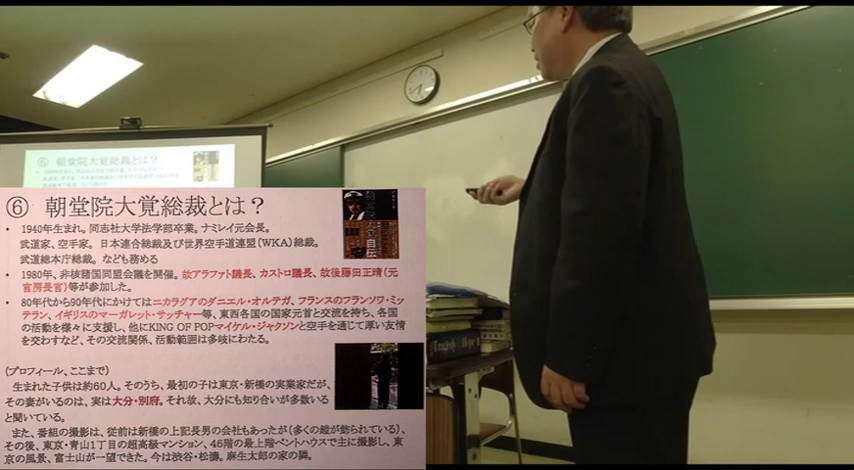 ⑥ 朝堂院大覚総裁とは？
⑥ 朝堂院大覚総裁とは？
• 1940年生まれ。同志社大学法学部卒業。ナミレイ元会長。
武道家、空手家。 日本連合総裁及び世界空手道連盟（WKA）総裁。
武道総本庁総裁。なども務める
• 1980年、非核諸国同盟会議を開催。故アラファト議長、カストロ議長、故後藤田正晴（元
官房長官）等が参加した。
• 80年代から90年代にかけてはニカラグアのダニエル・オルテガ、フランスのフランソワ・ミッ
テラン、イギリスのマーガレット・サッチャー等、東西各国の国家元首と交流を持ち、各国
の活動を様々に支援し、他にKING OF POPマイケル・ジャクソンと空手を通じて厚い友情
を交わすなど、その交流関係、活動範囲は多岐にわたる。
（プロフィール、ここまで）
生まれた子供は約60人。そのうち、最初の子は東京・新橋の実業家だが、
その妻がいるのは、実は大分・別府。それ故、大分にも知り合いが多数いる
と聞いている。
また、番組の撮影は、従前は新橋の上記長男の会社もあったが（多くの鎧が飾られている）、
その後、東京・青山1丁目の超高級マンション、46階の最上階ペントハウスで主に撮影し、東
京の風景、富士山が一望できた。今は渋谷・松濤。麻生太郎の家の隣。
朝堂院大覚
自伝